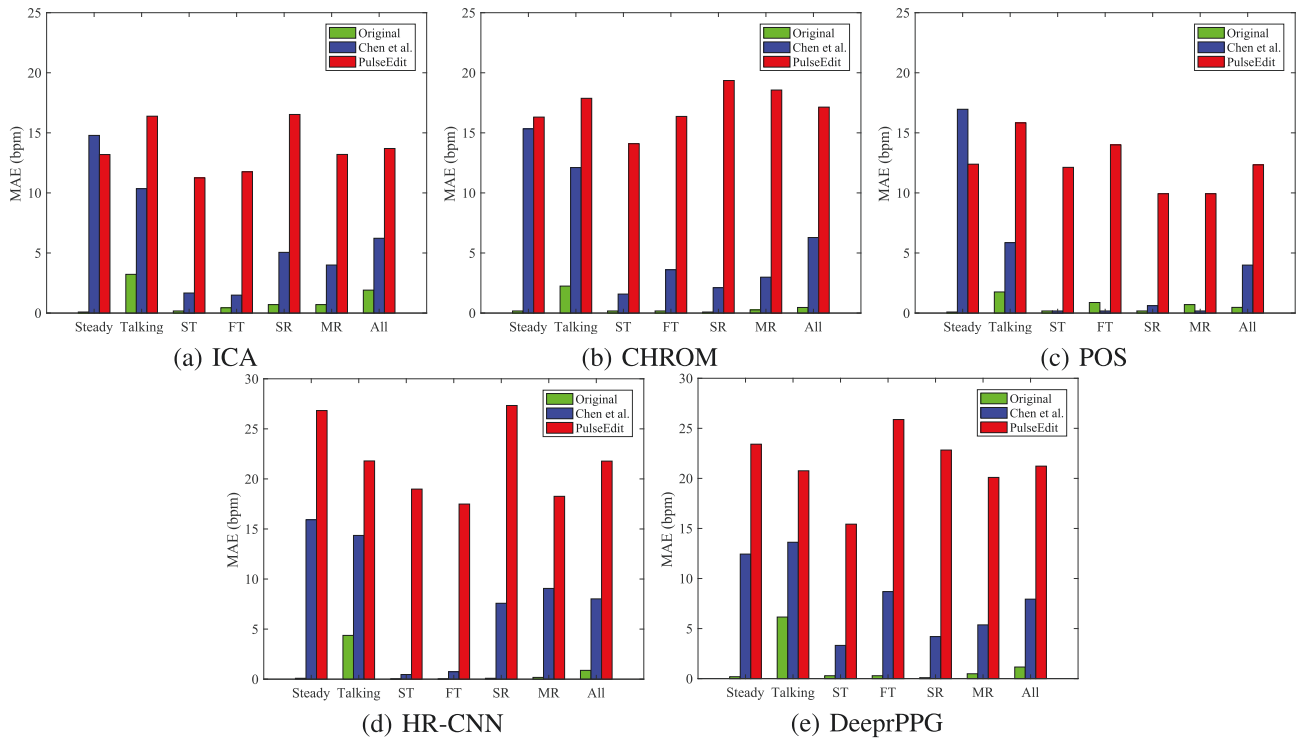 25
20
15
10
5
0
MAE (bpm)
Original
Chen et al.
PulseEdit
Steady Talking ST FT SR MR All
(a) ICA
25
20
15
10
5
0
MAE (bpm)
Original
Chen et al.
PulseEdit
Steady Talking ST FT SR MR All
(b) CHROM
25
20
15
10
5
0
MAE (bpm)
Original
Chen et al.
PulseEdit
Steady Talking ST FT SR MR All
(c) POS
30
25
20
15
10
5
0
MAE (bpm)
Original
Chen et al.
PulseEdit
Steady Talking ST FT SR MR All
(d) HR-CNN
30
25
20
15
10
5
0
MAE (bpm)
Original
Chen et al.
PulseEdit
Steady Talking ST FT SR MR All
(e) DeeprPPG